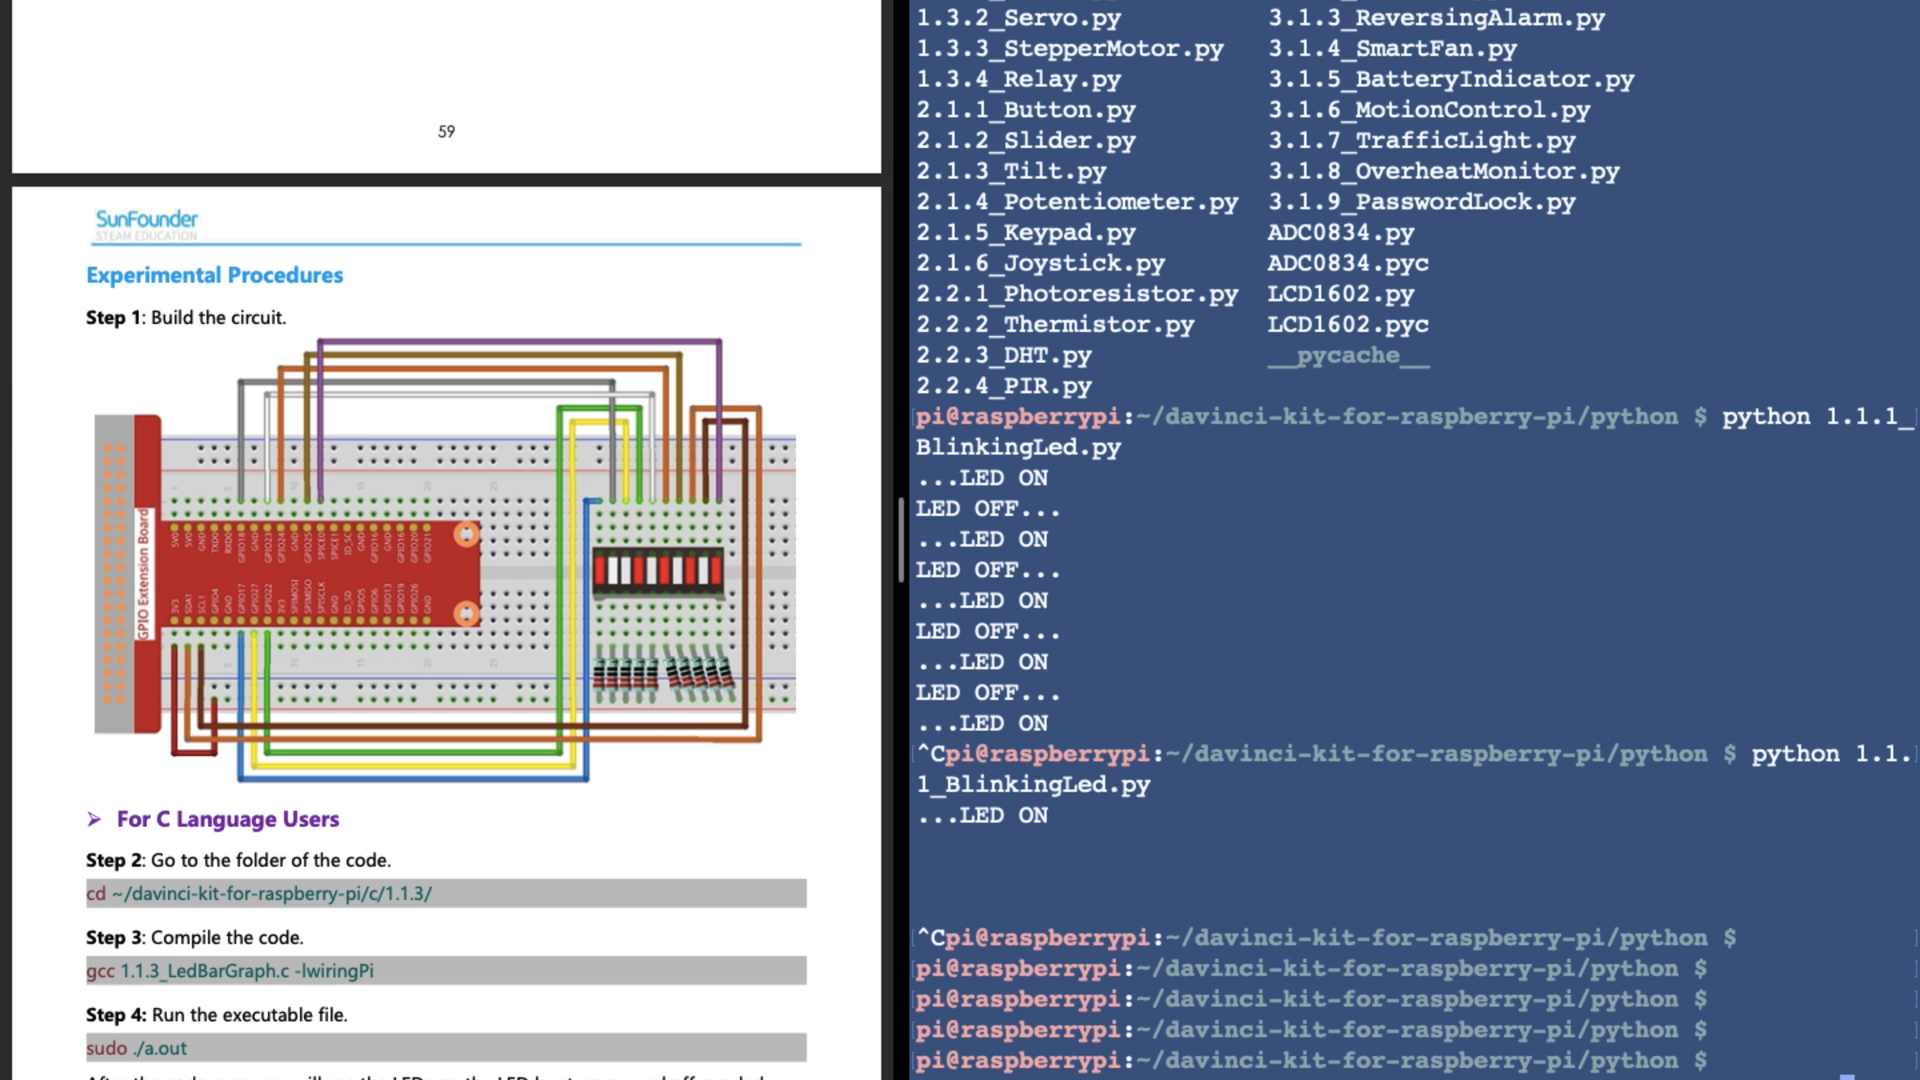 59
SunFounder
STEAM EDUCATION
Experimental Procedures
Step 1: Build the circuit.
GPIO Extension Board
➢ For C Language Users
Step 2: Go to the folder of the code.
cd ~/davinci-kit-for-raspberry-pi/c/1.1.3/
Step 3: Compile the code.
gcc 1.1.3_LedBarGraph.c -lwiringPi
Step 4: Run the executable file.
sudo ./a.out
1.3.2_Servo.py 3.1.3_ReversingAlarm.py
1.3.3_StepperMotor.py 3.1.4_SmartFan.py
1.3.4_Relay.py 3.1.5_BatteryIndicator.py
2.1.1_Button.py 3.1.6_MotionControl.py
2.1.2_Slider.py 3.1.7_TrafficLight.py
2.1.3_Tilt.py 3.1.8_OverheatMonitor.py
2.1.4_Potentiometer.py 3.1.9_PasswordLock.py
2.1.5_Keypad.py ADC0834.py
2.1.6_Joystick.py ADC0834.pyc
2.2.1_Photoresistor.py LCD1602.py
2.2.2_Thermistor.py LCD1602.pyc
2.2.3_DHT.py __pycache__
2.2.4_PIR.py
pi@raspberrypi:~/davinci-kit-for-raspberry-pi/python $ python 1.1.1_
BlinkingLed.py
...LED ON
LED OFF...
...LED ON
LED OFF...
...LED ON
LED OFF...
...LED ON
LED OFF...
...LED ON
^Cpi@raspberrypi:~/davinci-kit-for-raspberry-pi/python $ python 1.1.
1_BlinkingLed.py
...LED ON
^Cpi@raspberrypi:~/davinci-kit-for-raspberry-pi/python $
pi@raspberrypi:~/davinci-kit-for-raspberry-pi/python $
pi@raspberrypi:~/davinci-kit-for-raspberry-pi/python $
pi@raspberrypi:~/davinci-kit-for-raspberry-pi/python $
pi@raspberrypi:~/davinci-kit-for-raspberry-pi/python $